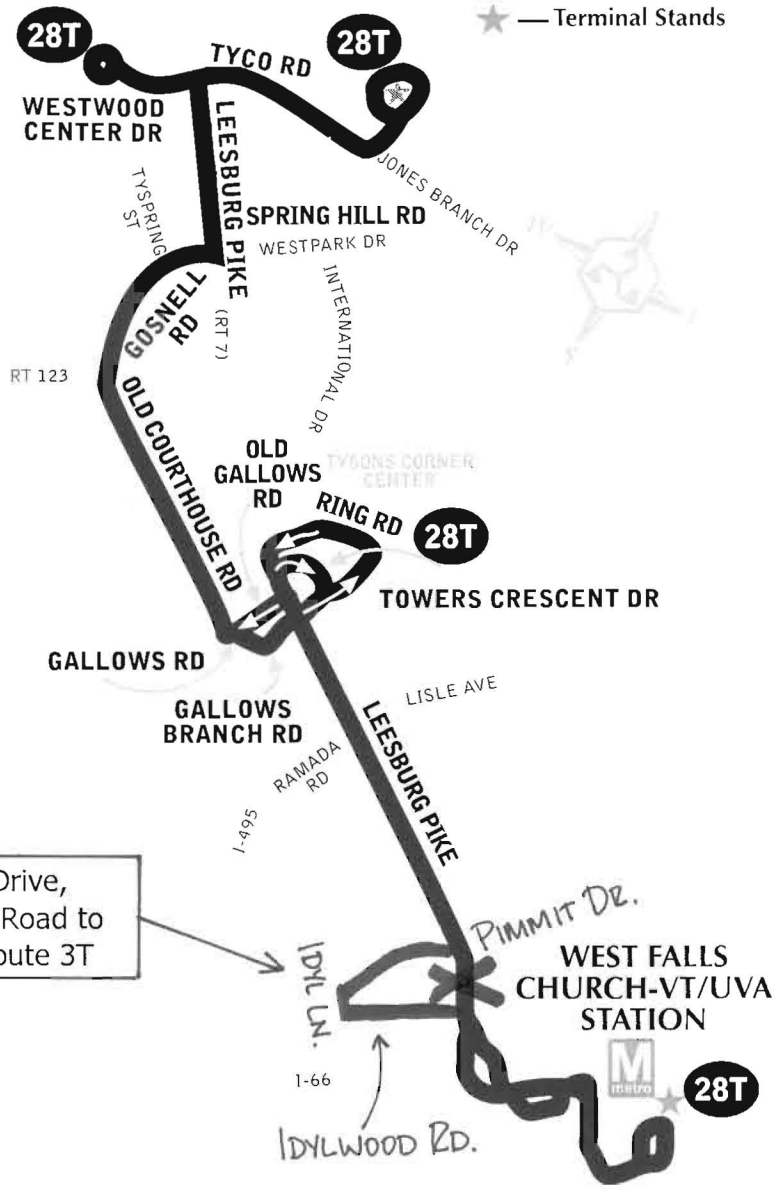 — Terminal Stands
28T
28T
TYCO RD
WESTWOOD
CENTER DR
LEESBURG PIKE
JONES BRANCH DR
TYSPRING
ST
SPRING HILL RD
WESTPARK DR
GOSNELL
RD
(RT 7)
INTERNATIONAL DR
RT 123
OLD COURTHOUSE RD
OLD
GALLOWS
RD
TYSONS CORNER
CENTER
RING RD
28T
TOWERS CRESCENT DR
GALLOWS RD
GALLOWS
BRANCH RD
LISLE AVE
RAMADA
RD
LEESBURG PIKE
I-495
Drive,
Road to
oute 3T
PIMMIT DR.
IDYL LN.
WEST FALLS
CHURCH-VT/UVA
STATION
M
metro
28T
I-66
IDYLWOOD RD.